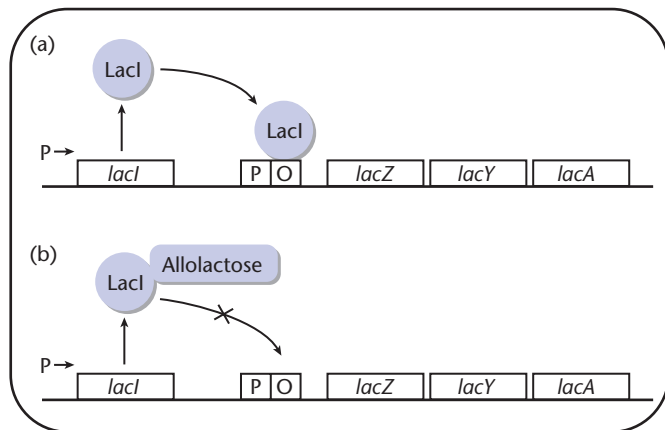 (a)
LacI
LacI
P
lacI
P O
lacZ
lacY
lacA
(b)
LacI
Allolactose
P
lacI
P O
lacZ
lacY
lacA